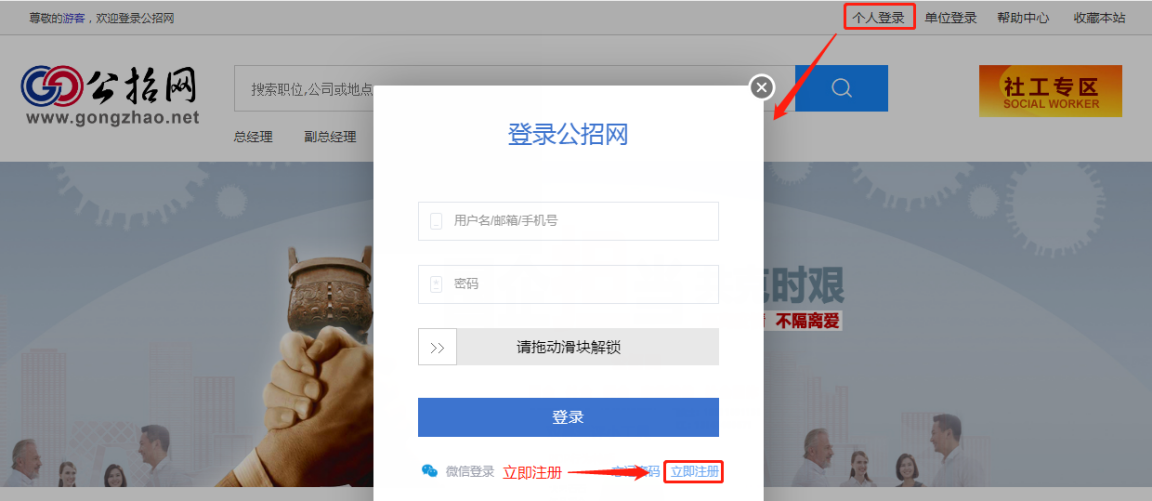 尊敬的游客，欢迎登录公招网
个人登录 单位登录 帮助中心 收藏本站
公招网
www.gongzhao.net
搜索职位,公司或地点
社工专区
SOCIAL WORKER
总经理 副总经理
登录公招网
用户名/邮箱/手机号
密码
请拖动滑块解锁
登录
微信登录 立即注册 立即注册
时艰
不隔离爱